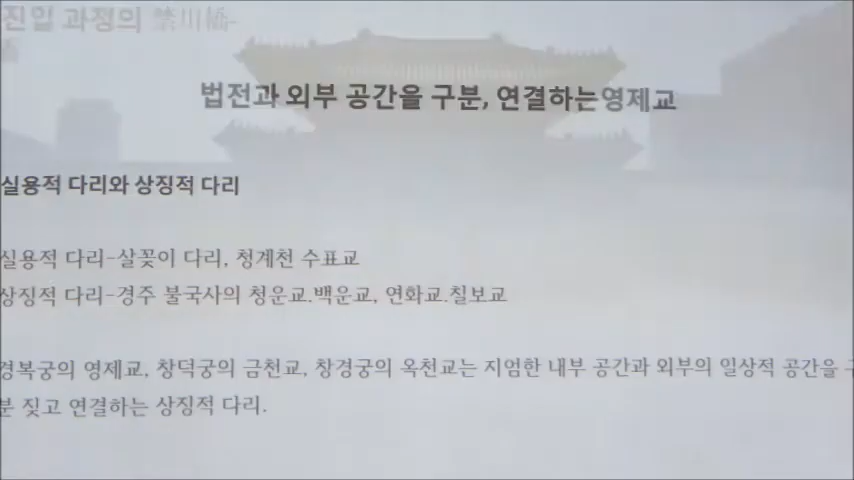 진입 과정의 禁川橋-
법전과 외부 공간을 구분, 연결하는영제교
실용적 다리와 상징적 다리
실용적 다리-살꽂이 다리, 청계천 수표교
상징적 다리-경주 불국사의 청운교.백운교, 연화교.칠보교
경복궁의 영제교, 창덕궁의 금천교, 창경궁의 옥천교는 지엄한 내부 공간과 외부의 일상적 공간을 구
분 짖고 연결하는 상징적 다리.